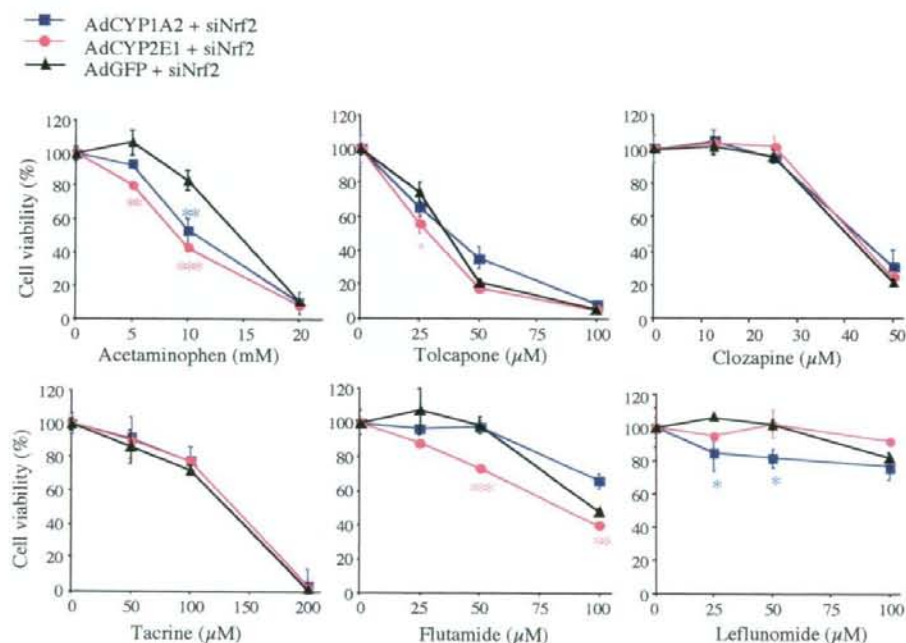 AdCYP1A2 + siNrf2
AdCYP2E1 + siNrf2
AdGFP + siNrf2
Cell viability (%)
120
100
80
60
40
20
0
**
**
***
0 5 10 15 20
Acetaminophen (mM)
120
100
80
60
40
20
0
*
0 25 50 75 100
Tolcapone (µM)
120
100
80
60
40
20
0
0 10 20 30 40 50
Clozapine (µM)
Cell viability (%)
120
100
80
60
40
20
0
0 50 100 150 200
Tacrine (µM)
120
100
80
60
40
20
0
***
**
0 25 50 75 100
Flutamide (µM)
120
100
80
60
40
20
0
*
*
0 25 50 75 100
Leflunomide (µM)